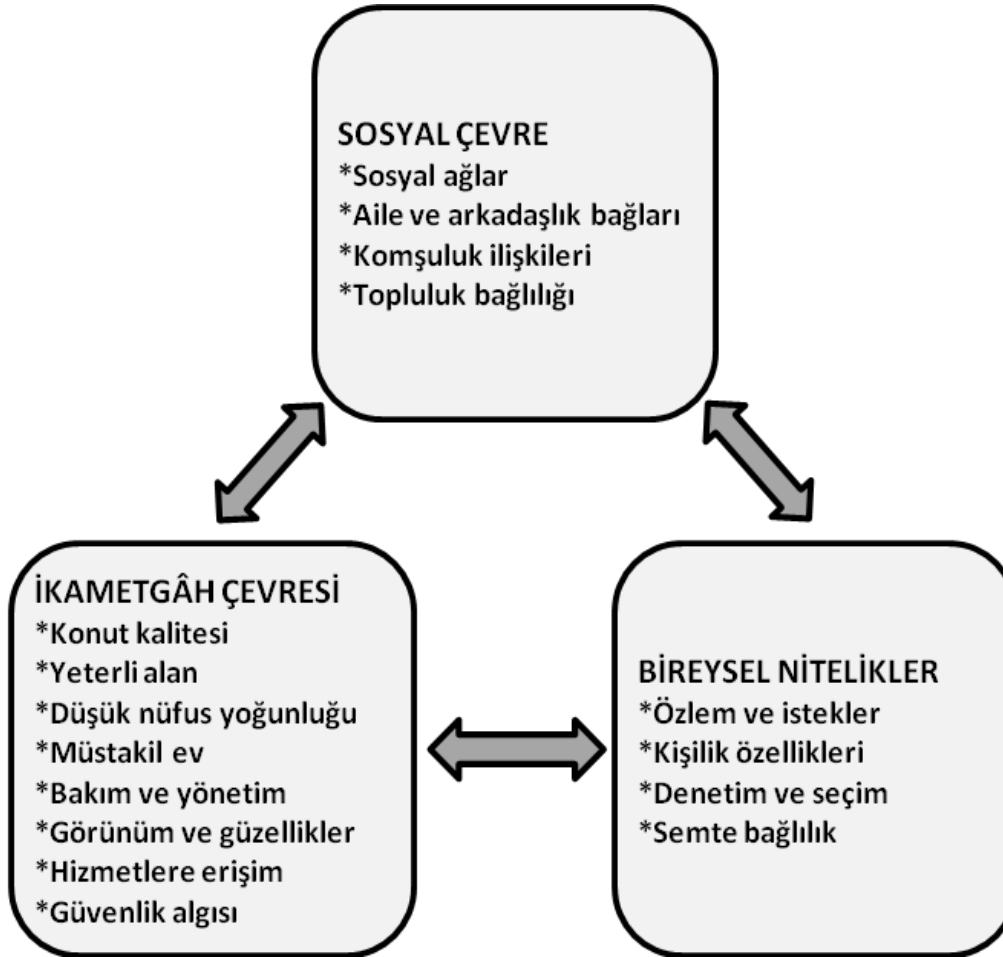 SOSYAL ÇEVRE
*Sosyal ağlar
*Aile ve arkadaşlık bağları
*Komşuluk ilişkileri
*Topluluk bağlılığı
İKAMETGÂH ÇEVRESİ
*Konut kalitesi
*Yeterli alan
*Düşük nüfus yoğunluğu
*Müstakil ev
*Bakım ve yönetim
*Görünüm ve güzellikler
*Hizmetlere erişim
*Güvenlik algısı
BİREYSEL NİTELİKLER
*Özlem ve istekler
*Kişilik özellikleri
*Denetim ve seçim
*Semte bağlılık